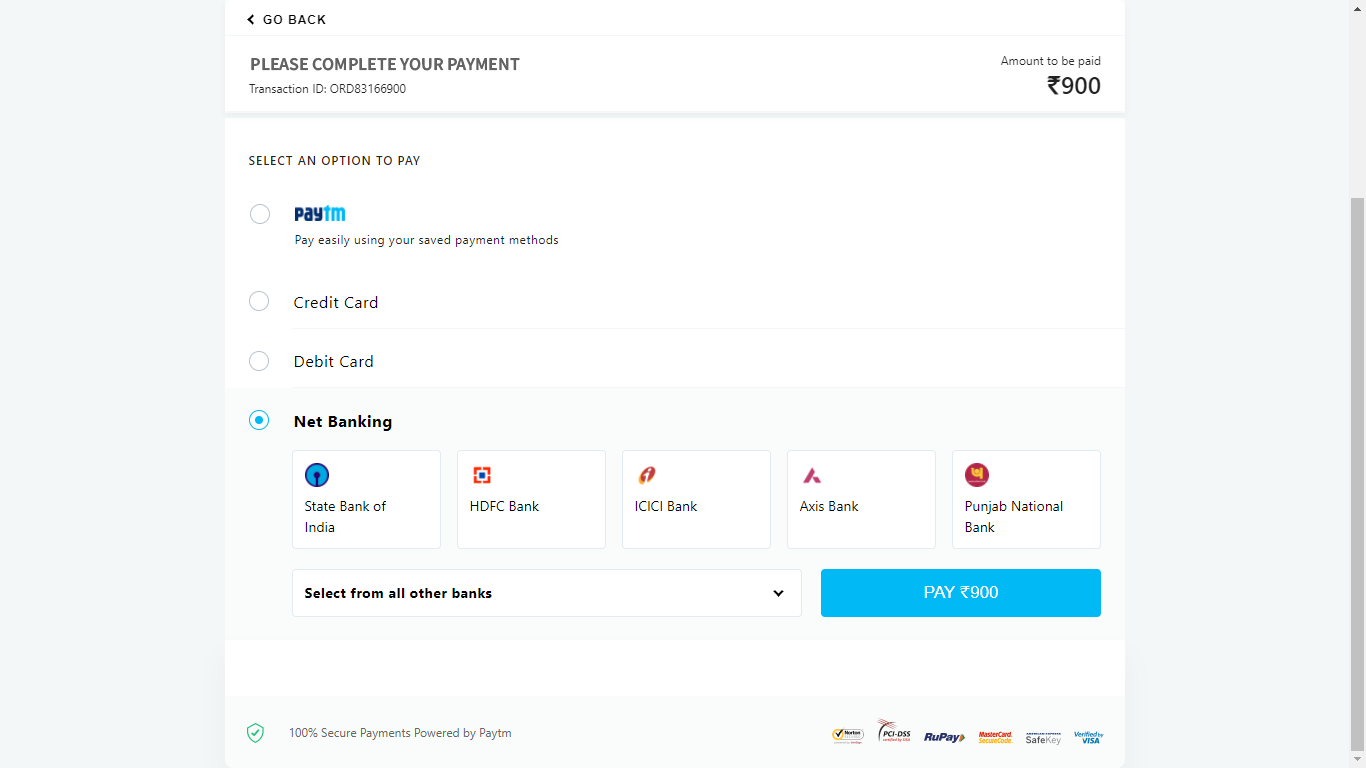 GO BACK
PLEASE COMPLETE YOUR PAYMENT
Transaction ID: ORD83166900
Amount to be paid
₹900
SELECT AN OPTION TO PAY
paytm
Pay easily using your saved payment methods
Credit Card
Debit Card
Net Banking
State Bank of
India
HDFC Bank
ICICI Bank
Axis Bank
Punjab National
Bank
Select from all other banks
PAY ₹900
100% Secure Payments Powered by Paytm
Norton
PCI-DSS
RuPay
MasterCard.
SecureCode.
AMERICAN EXPRESS
SafeKey
Verified by
VISA